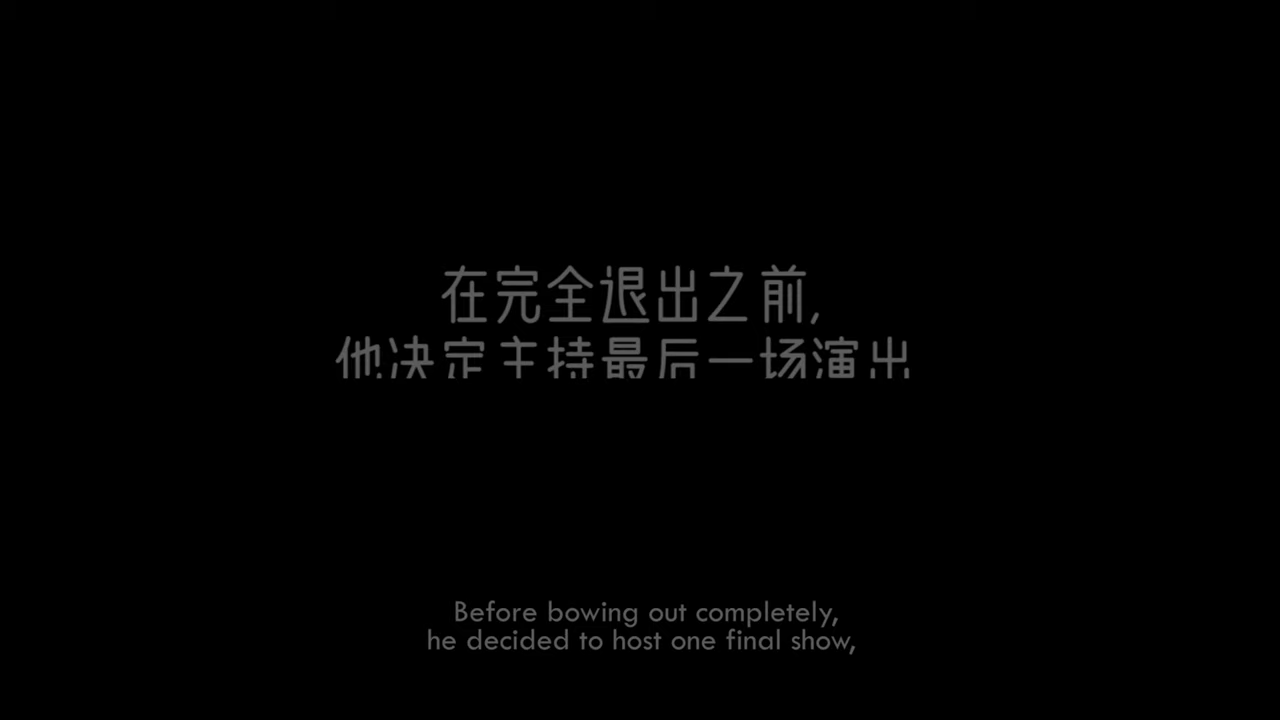 在完全退出之前,
他决定主持最后一场演出
Before bowing out completely,
he decided to host one final show,